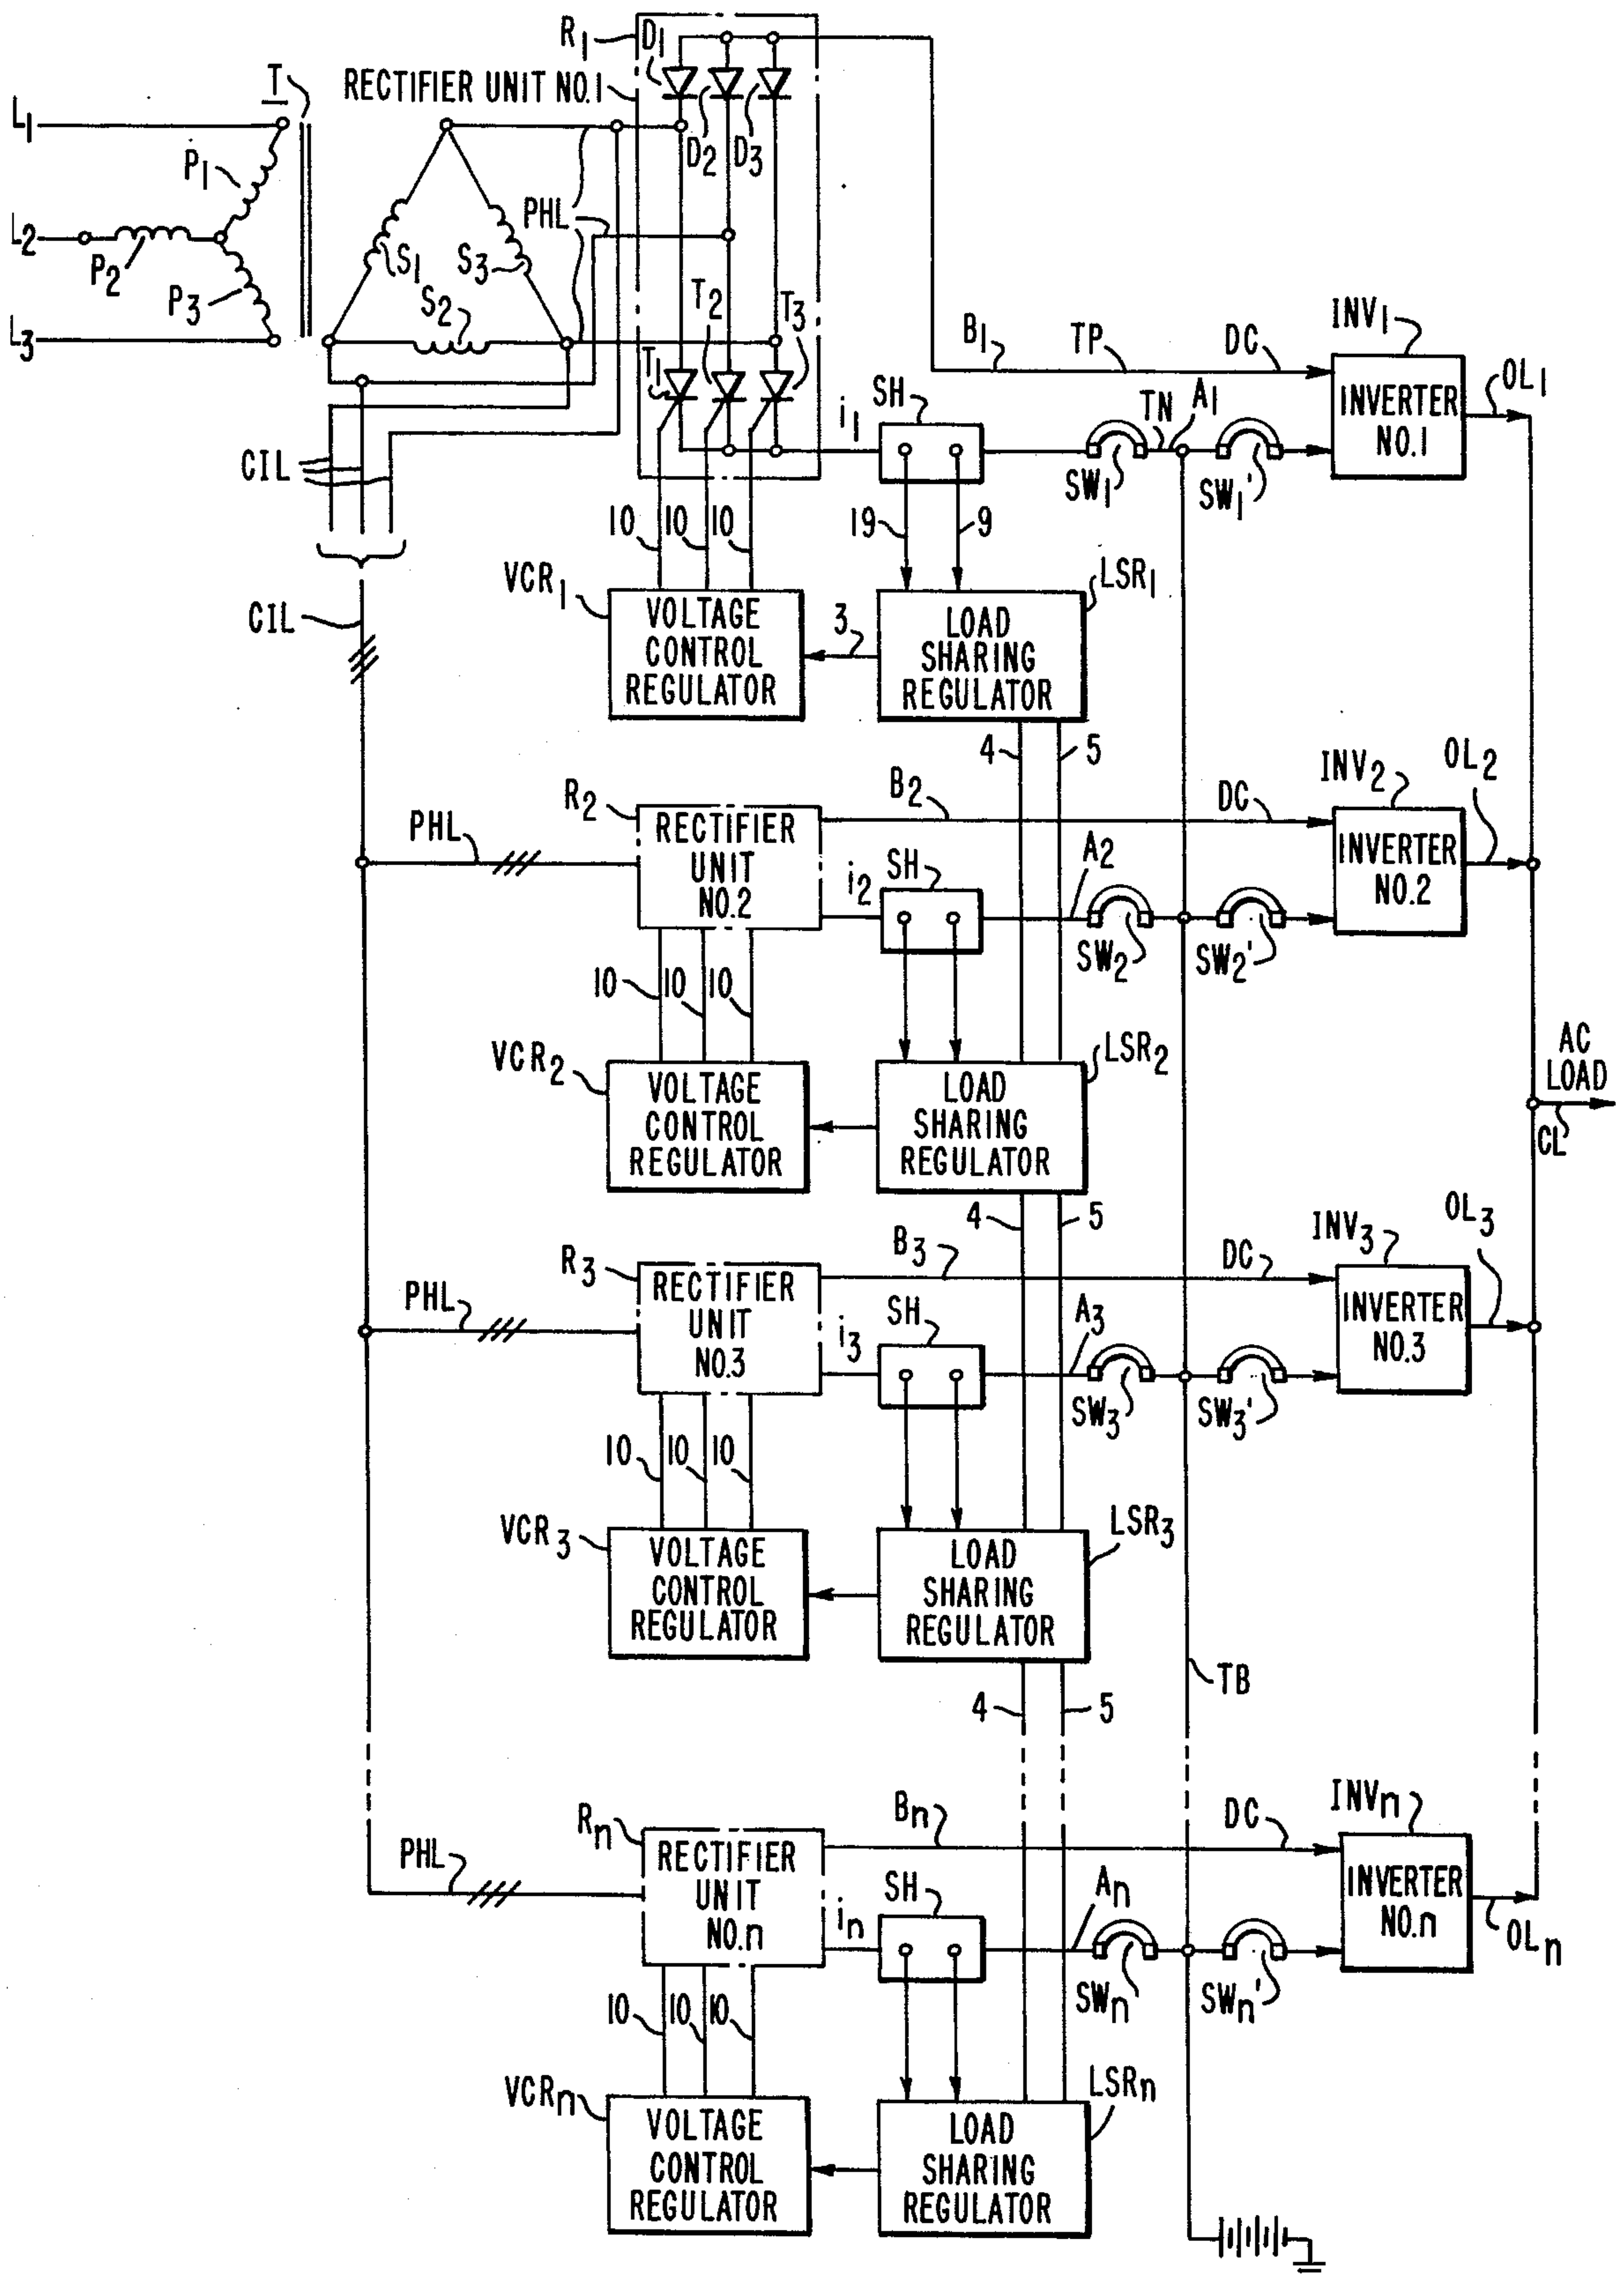 R1
D1
T
RECTIFIER UNIT NO.1
L1
P1
D2
D3
L2
PHL
P2
S1
S3
P3
S2
T2
T3
L3
T1
B1
TP
DC
INV1
INVERTER
NO.1
OL1
i1
SH
TN
A1
SW1
SW1'
CIL
10
10
10
19
9
CIL
VCR1
VOLTAGE
CONTROL
REGULATOR
3
LSR1
LOAD
SHARING
REGULATOR
4
5
R2
RECTIFIER
UNIT
NO.2
PHL
B2
DC
INV2
INVERTER
NO.2
OL2
i2
SH
A2
SW2
SW2'
10
10
10
VCR2
VOLTAGE
CONTROL
REGULATOR
LSR2
LOAD
SHARING
REGULATOR
AC
LOAD
CL
4
5
R3
RECTIFIER
UNIT
NO.3
PHL
B3
DC
INV3
INVERTER
NO.3
OL3
i3
SH
A3
SW3
SW3'
10
10
10
VCR3
VOLTAGE
CONTROL
REGULATOR
LSR3
LOAD
SHARING
REGULATOR
TB
4
5
Rn
RECTIFIER
UNIT
NO.n
PHL
Bn
DC
INVn
INVERTER
NO.n
OLn
in
SH
An
SWn
SWn'
10
10
10
VCRn
VOLTAGE
CONTROL
REGULATOR
LSRn
LOAD
SHARING
REGULATOR